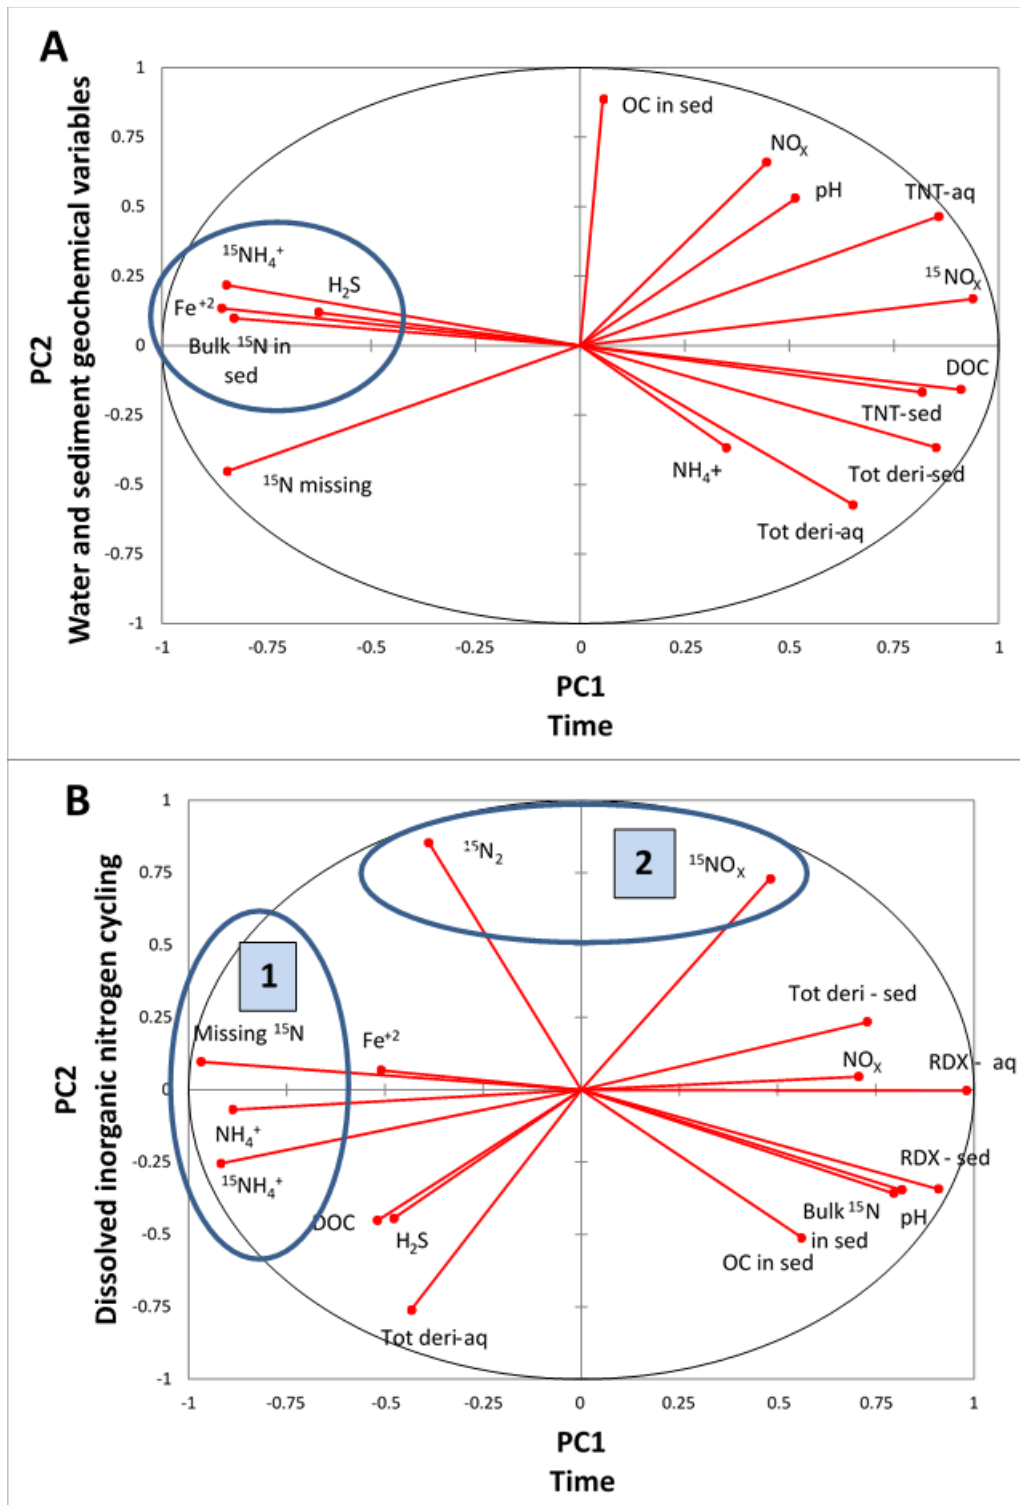 A
PC2
Water and sediment geochemical variables
1
0.75
0.5
0.25
0
-0.25
-0.5
-0.75
-1
OC in sed
NOX
pH
TNT-aq
15NOX
15NH4+
H2S
Fe+2
Bulk 15N in
sed
DOC
TNT-sed
Tot deri-sed
NH4+
15N missing
Tot deri-aq
-1
-0.75
-0.5
-0.25
0
0.25
0.5
0.75
1
PC1
Time
B
PC2
Dissolved inorganic nitrogen cycling
1
0.75
0.5
0.25
0
-0.25
-0.5
-0.75
-1
15N2
2
15NOX
1
Missing 15N
Fe+2
Tot deri - sed
NOX
RDX - aq
NH4+
15NH4+
RDX - sed
DOC
H2S
Bulk 15N
in sed
pH
OC in sed
Tot deri-aq
-1
-0.75
-0.5
-0.25
0
0.25
0.5
0.75
1
PC1
Time